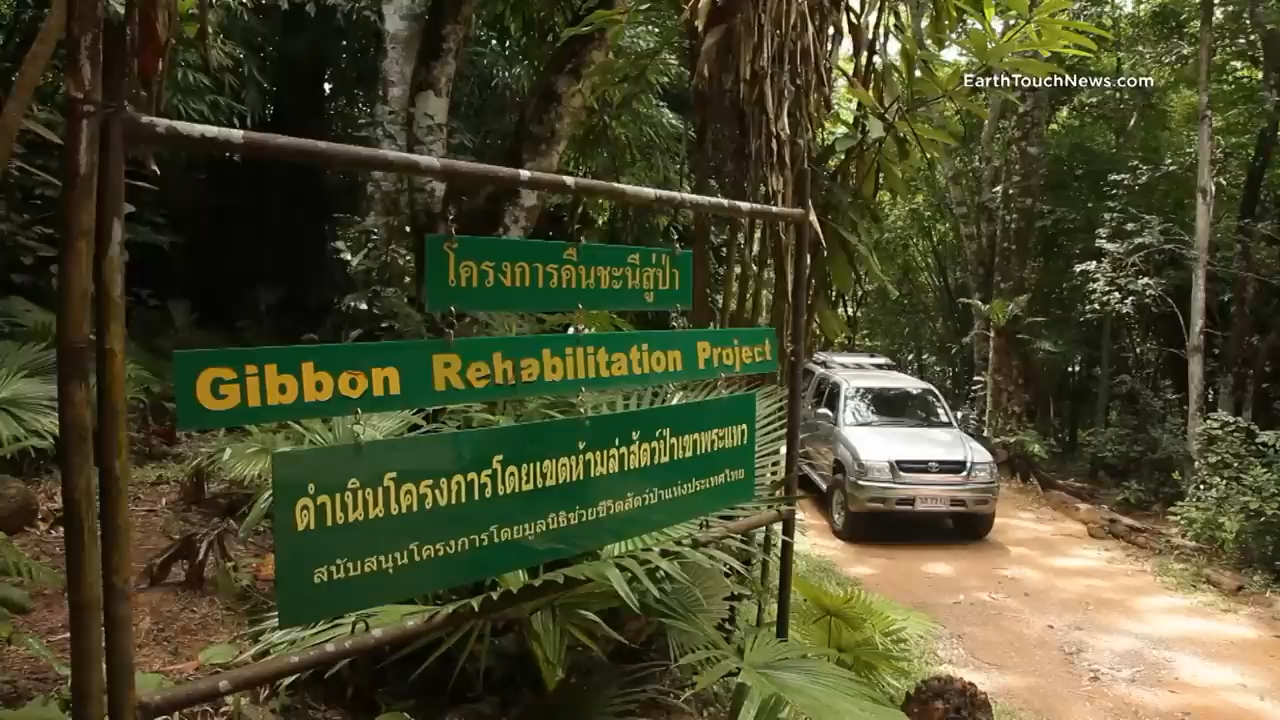 EarthTouchNews.com
โครงการคืนชะนีสู่ป่า
Gibbon Rehabilitation Project
ดำเนินโครงการโดยเขตห้ามล่าสัตว์ป่าเขาพระแทว
สนับสนุนโครงการโดยมูลนิธิช่วยชีวิตสัตว์ป่าแห่งประเทศไทย